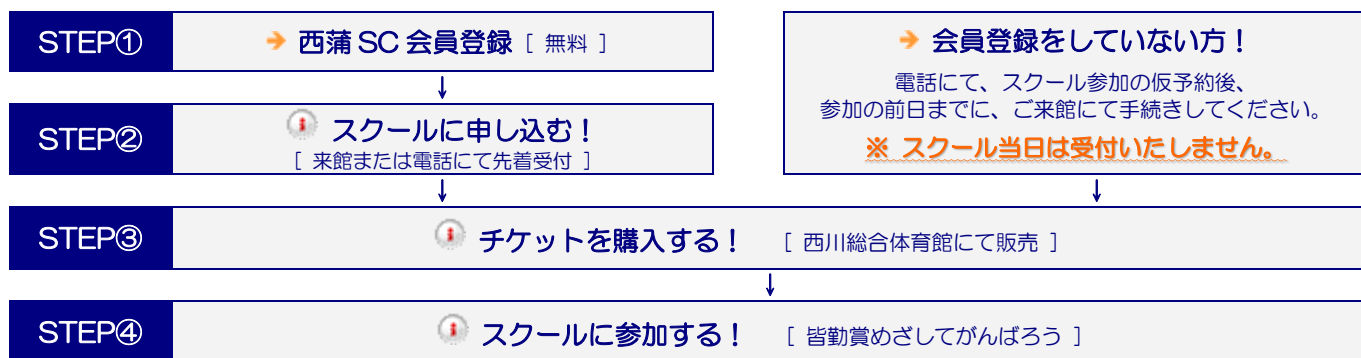 STEP①
西蒲SC会員登録 [ 無料 ]
↓
STEP②
スクールに申し込む！
[ 来館または電話にて先着受付 ]
↓
会員登録をしていない方！
電話にて、スクール参加の仮予約後、
参加の前日までに、ご来館にて手続きしてください。
※ スクール当日は受付いたしません。
↓
STEP③
チケットを購入する！ [ 西川総合体育館にて販売 ]
↓
STEP④
スクールに参加する！ [ 皆勤賞めざしてがんばろう ]